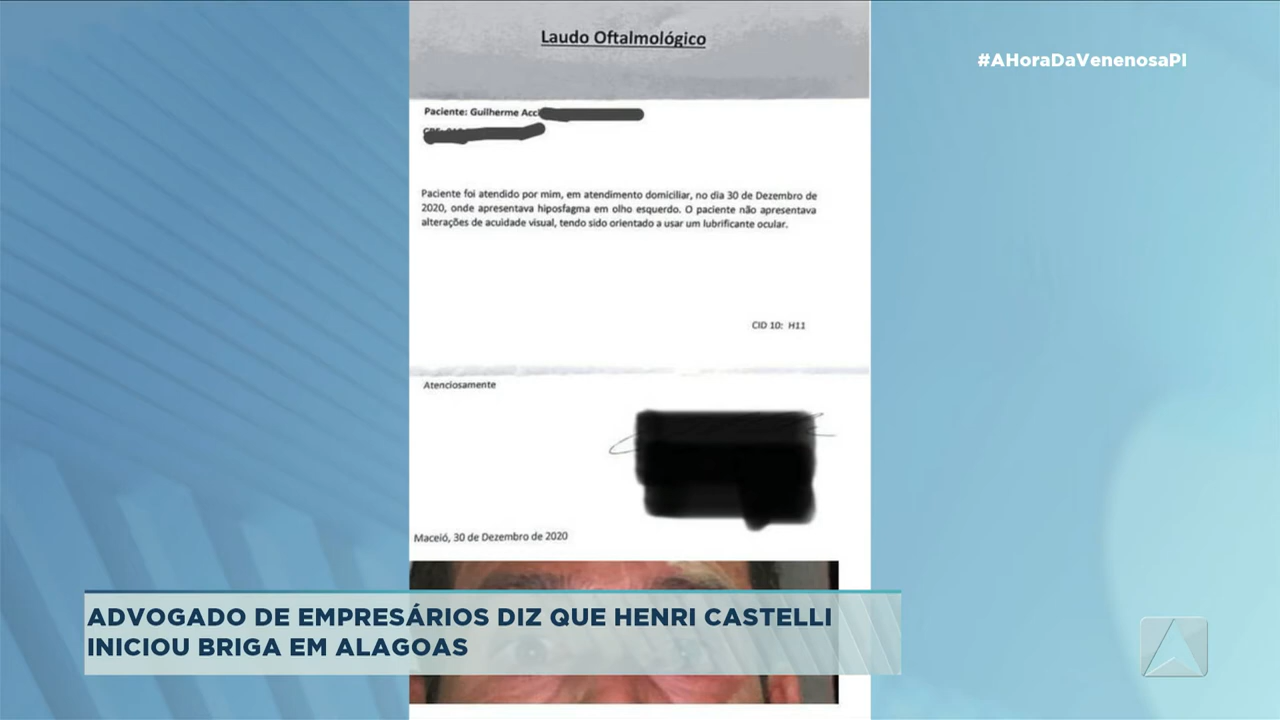 Laudo Oftalmológico
#AHoraDaVenenosaPI
Paciente: Guilherme
Paciente foi atendido por mim, em atendimento domiciliar, no dia 30 de Dezembro de
2020, onde apresentava hiposfagma em olho esquerdo. O paciente não apresentava
alterações de acuidade visual, tendo sido orientado a usar um lubrificante ocular.
CID 10: H11
Atenciosamente
Maceió, 30 de Dezembro de 2020
ADVOGADO DE EMPRESÁRIOS DIZ QUE HENRI CASTELLI
INICIOU BRIGA EM ALAGOAS